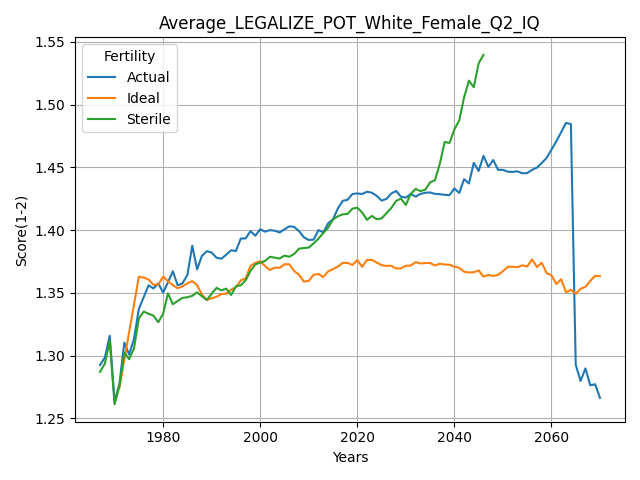 Average_LEGALIZE_POT_White_Female_Q2_IQ
Fertility
Actual
Ideal
Sterile
Score(1-2)
1.55
1.50
1.45
1.40
1.35
1.30
1.25
1980 2000 2020 2040 2060
Years